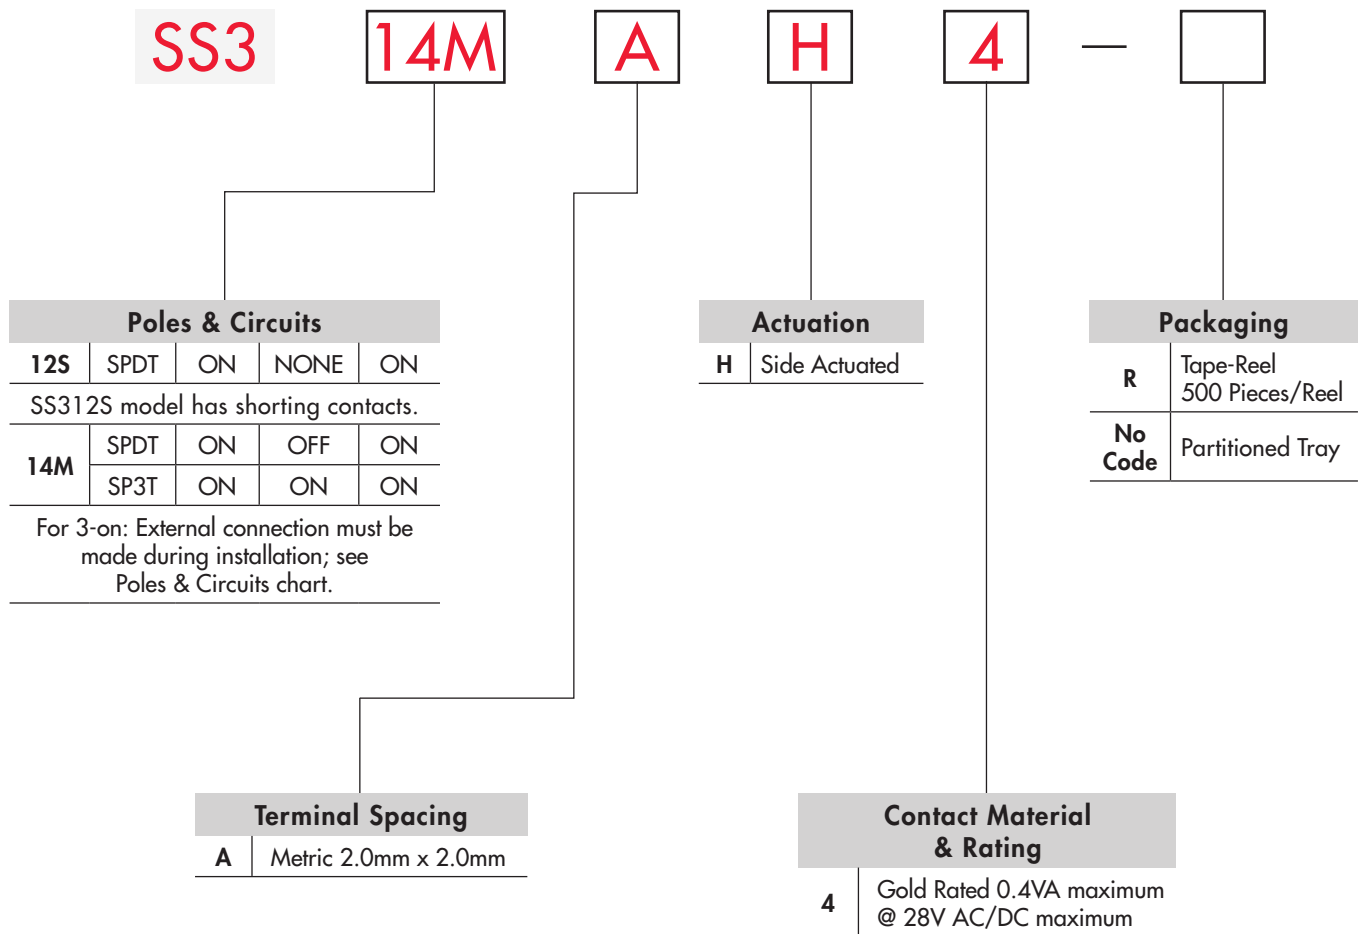 SS3 14M A H 4 —
Poles & Circuits
12S SPDT ON NONE ON
SS312S model has shorting contacts.
14M SPDT ON OFF ON
SP3T ON ON ON
For 3-on: External connection must be
made during installation; see
Poles & Circuits chart.
Actuation
H Side Actuated
Packaging
R Tape-Reel
500 Pieces/Reel
No
Code Partitioned Tray
Terminal Spacing
A Metric 2.0mm x 2.0mm
Contact Material
& Rating
4 Gold Rated 0.4VA maximum
@ 28V AC/DC maximum